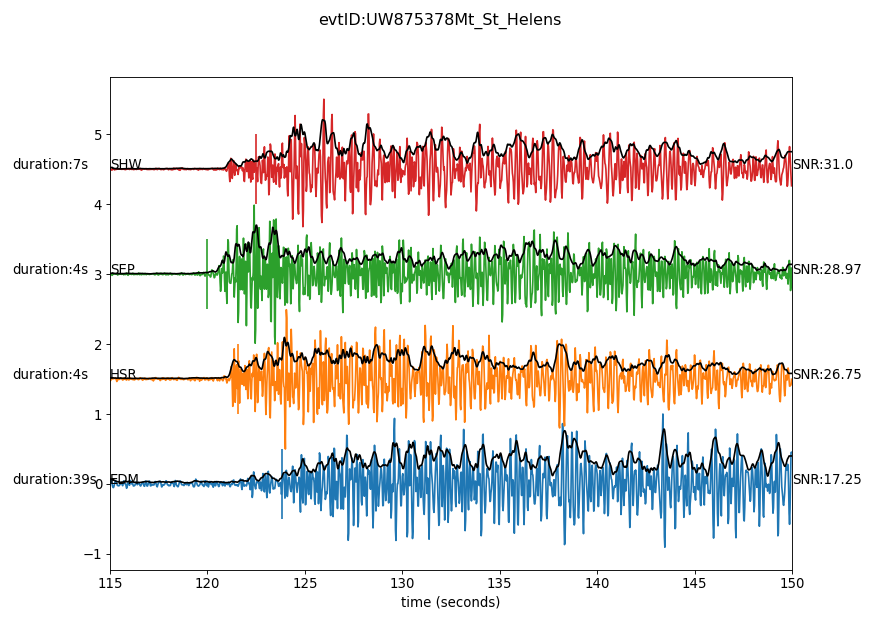 evtID:UW875378Mt_St_Helens
5
duration:7s SHW SNR:31.0
4
duration:4s 3 SEP SNR:28.97
2
duration:4s HSR SNR:26.75
1
duration:39s 0 EDM SNR:17.25
−1
115 120 125 130 135 140 145 150
time (seconds)